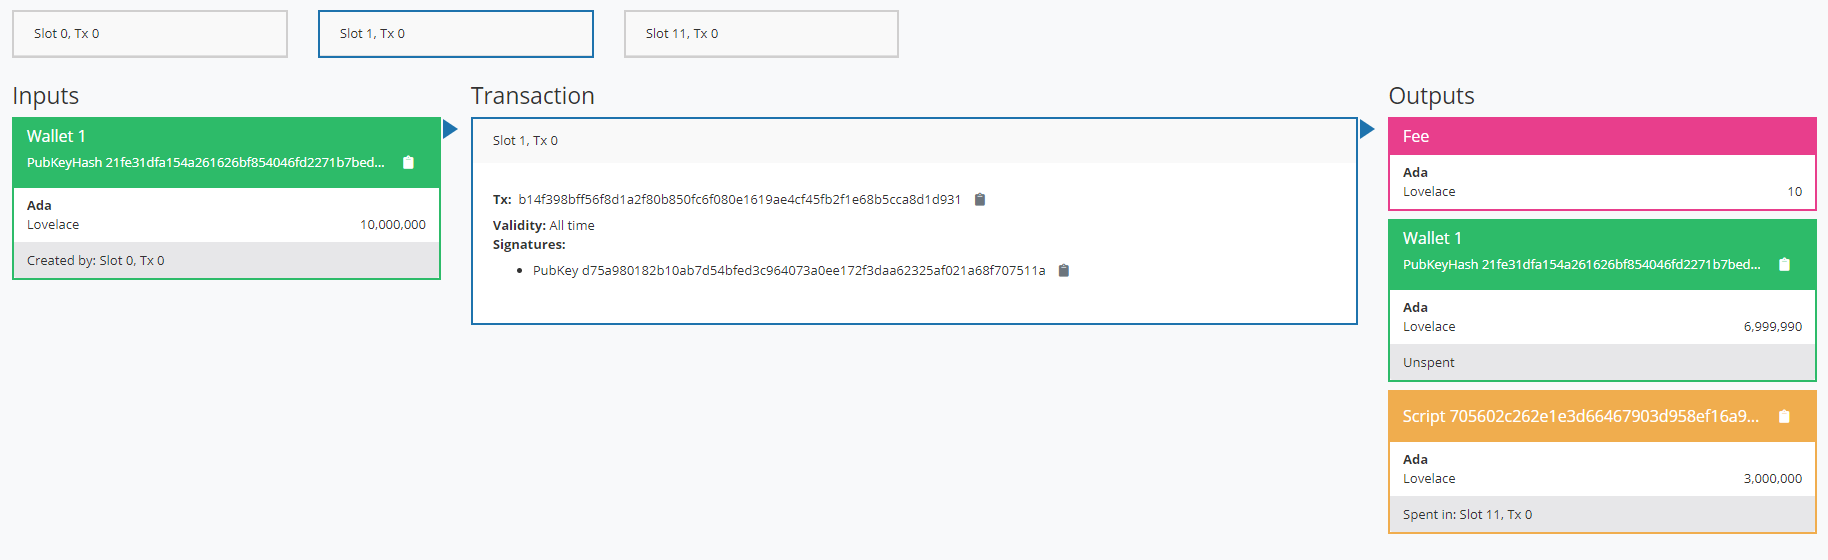 Slot 0, Tx 0
Slot 1, Tx 0
Slot 11, Tx 0
Inputs
Wallet 1
PubKeyHash 21fe31dfa154a261626bf854046fd2271b7bed...
Ada
Lovelace 10,000,000
Created by: Slot 0, Tx 0
Transaction
Slot 1, Tx 0
Tx: b14f398bff56f8d1a2f80b850fc6f080e1619ae4cf45fb2f1e68b5cca8d1d931
Validity: All time
Signatures:
• PubKey d75a980182b10ab7d54bfed3c964073a0ee172f3daa62325af021a68f707511a
Outputs
Fee
Ada
Lovelace 10
Wallet 1
PubKeyHash 21fe31dfa154a261626bf854046fd2271b7bed...
Ada
Lovelace 6,999,990
Unspent
Script 705602c262e1e3d66467903d958ef16a9...
Ada
Lovelace 3,000,000
Spent in: Slot 11, Tx 0